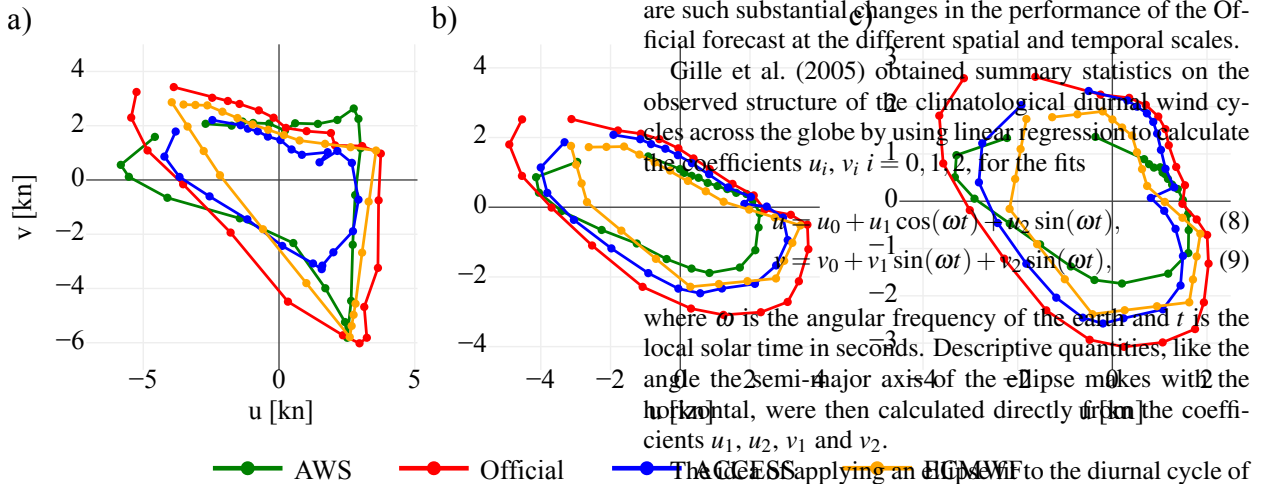 a)
b)
c)
v [kn]
4
2
0
−2
−4
−6
−5
0
5
u [kn]
4
2
0
−2
−4
−4
−2
0
2
4
u [kn]
3
2
1
0
−1
−2
−3
−4
−2
0
2
u [kn]
are such substantial changes in the performance of the Of-
ficial forecast at the different spatial and temporal scales.
Gille et al. (2005) obtained summary statistics on the
observed structure of the climatological diurnal wind cy-
cles across the globe by using linear regression to calculate
the coefficients u_i, v_i i = 0, 1, 2, for the fits
u = u_0 + u_1 cos(ωt) + u_2 sin(ωt), (8)
v = v_0 + v_1 sin(ωt) + v_2 sin(ωt), (9)
where ω is the angular frequency of the earth and t is the
local solar time in seconds. Descriptive quantities, like the
angle the semi-major axis of the ellipse makes with the
horizontal, were then calculated directly from the coeffi-
cients u_1, u_2, v_1 and v_2.
The idea of applying an ellipse fit to the diurnal cycle of
AWS Official ACCESS ECMWF